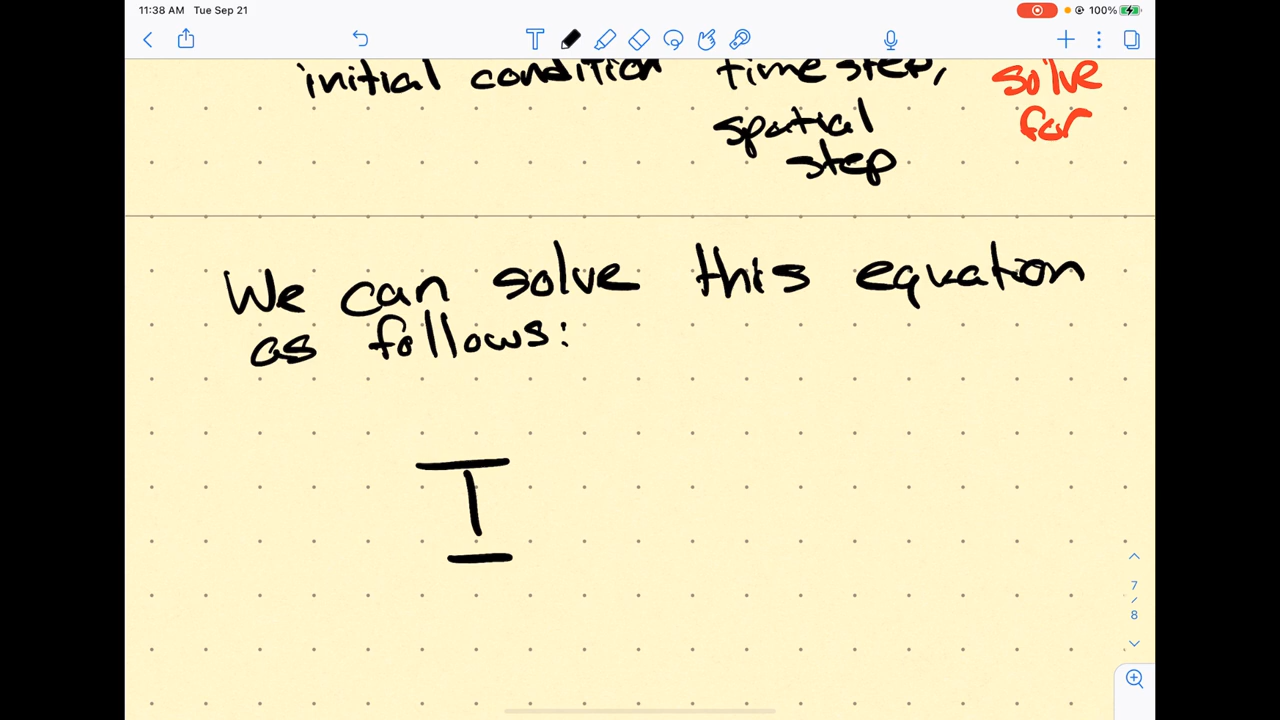 11:38 AM Tue Sep 21
100%
initial condition time step, solve
spatial for
step
We can solve this equation
as follows:
I
7
/
8